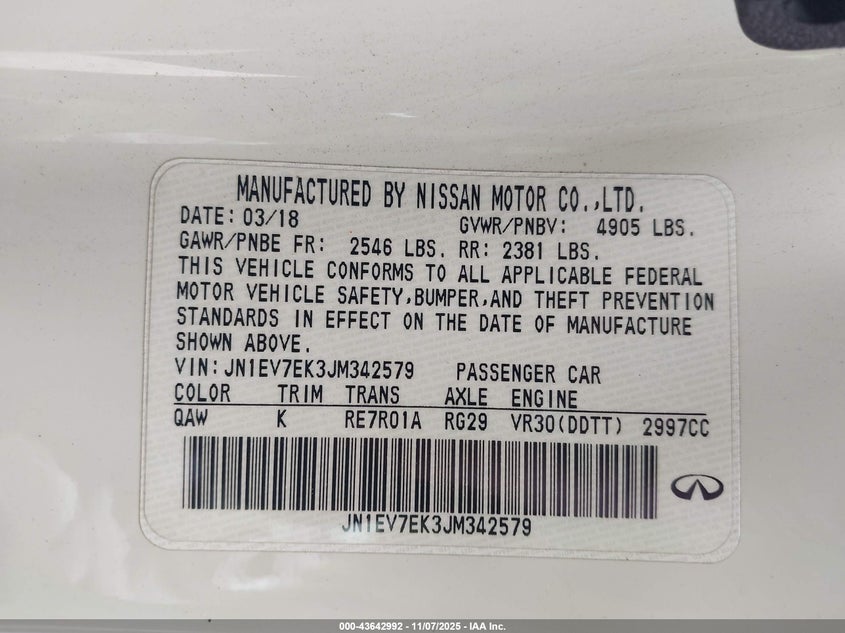 MANUFACTURED BY NISSAN MOTOR CO.,LTD.
DATE: 03/18 GVWR/PNBV: 4905 LBS.
GAWR/PNBE FR: 2546 LBS. RR: 2381 LBS.
THIS VEHICLE CONFORMS TO ALL APPLICABLE FEDERAL
MOTOR VEHICLE SAFETY,BUMPER,AND THEFT PREVENTION
STANDARDS IN EFFECT ON THE DATE OF MANUFACTURE
SHOWN ABOVE.
VIN:JN1EV7EK3JM342579 PASSENGER CAR
COLOR TRIM TRANS AXLE ENGINE
QAW K RE7R01A RG29 VR30(DDTT) 2997CC
JN1EV7EK3JM342579
000-43642992 - 11/07/2025 - IAA Inc.